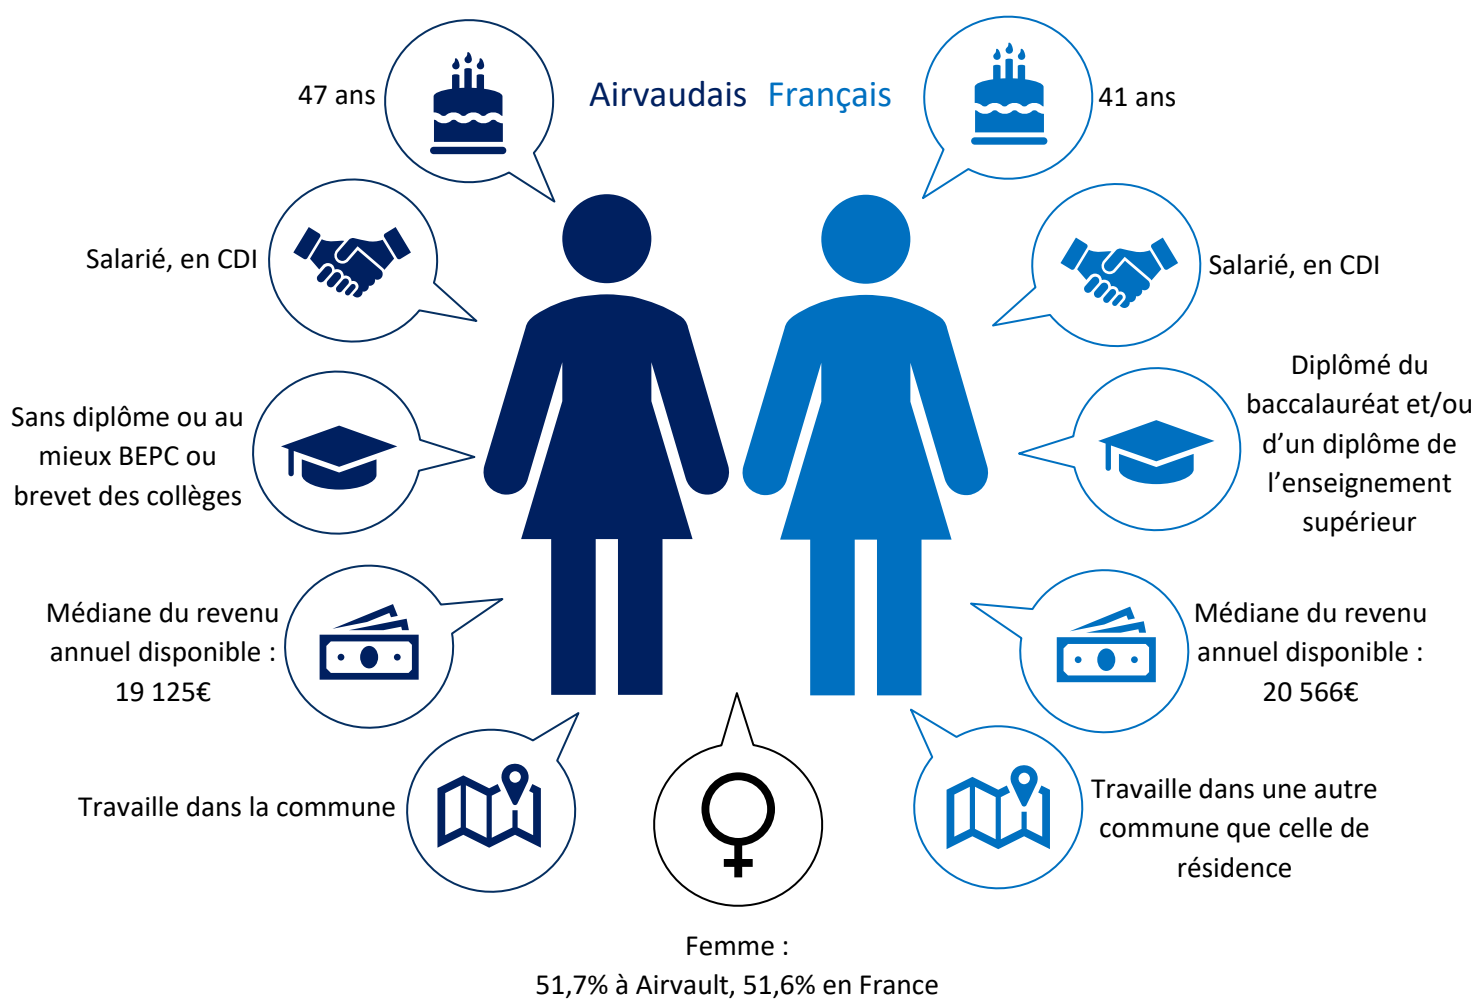 Airvaudais Français
47 ans
41 ans
Salarié, en CDI
Salarié, en CDI
Sans diplôme ou au
mieux BEPC ou
brevet des collèges
Diplômé du
baccalauréat et/ou
d’un diplôme de
l’enseignement
supérieur
Médiane du revenu
annuel disponible :
19 125€
Médiane du revenu
annuel disponible :
20 566€
Travaille dans la commune
Travaille dans une autre
commune que celle de
résidence
Femme :
51,7% à Airvault, 51,6% en France